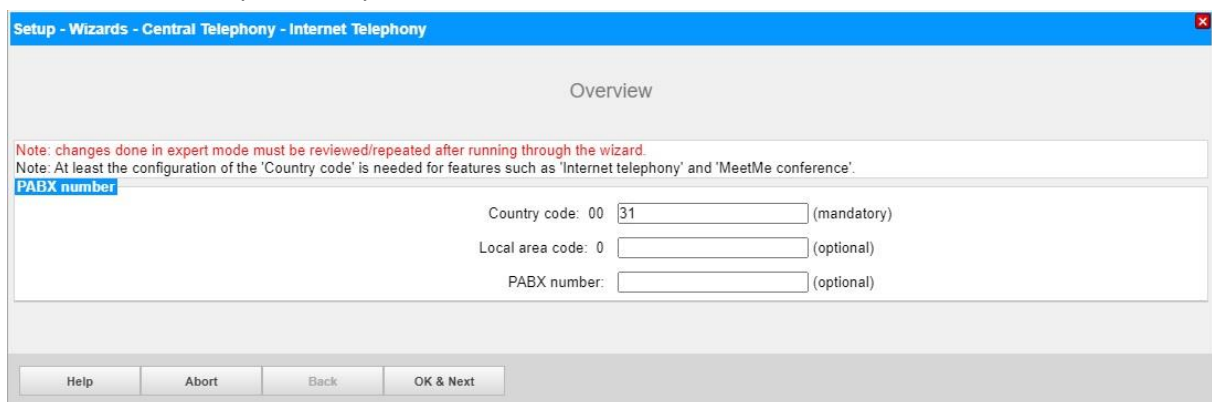 Setup - Wizards - Central Telephony - Internet Telephony
Overview
Note: changes done in expert mode must be reviewed/repeated after running through the wizard.
Note: At least the configuration of the 'Country code' is needed for features such as 'Internet telephony' and 'MeetMe conference'.
PABX number
Country code: 00 31 (mandatory)
Local area code: 0 (optional)
PABX number: (optional)
Help Abort Back OK & Next